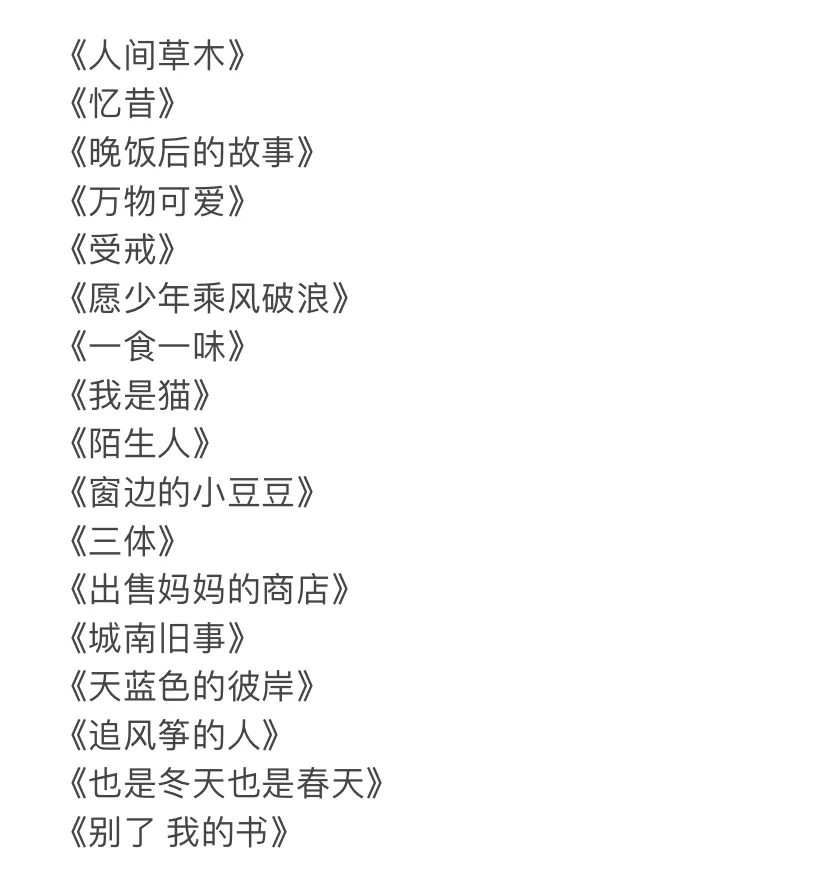 《人间草木》
《忆昔》
《晚饭后的故事》
《万物可爱》
《受戒》
《愿少年乘风破浪》
《一食一味》
《我是猫》
《陌生人》
《窗边的小豆豆》
《三体》
《出售妈妈的商店》
《城南旧事》
《天蓝色的彼岸》
《追风筝的人》
《也是冬天也是春天》
《别了 我的书》